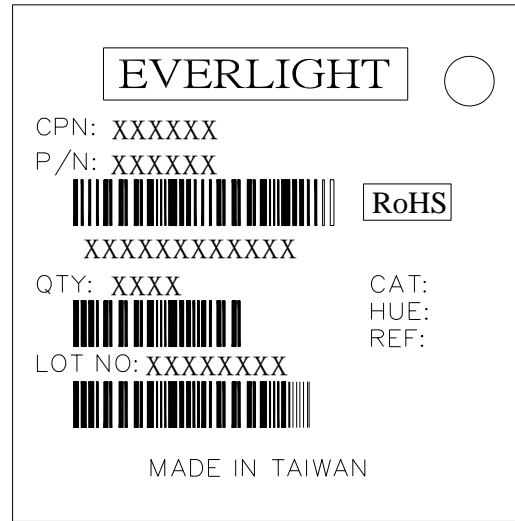 EVERLIGHT
CPN: XXXXXX
P/N: XXXXXX
RoHS
XXXXXXXXXXXX
QTY: XXXX
CAT:
HUE:
REF:
LOT NO: XXXXXXXX
MADE IN TAIWAN